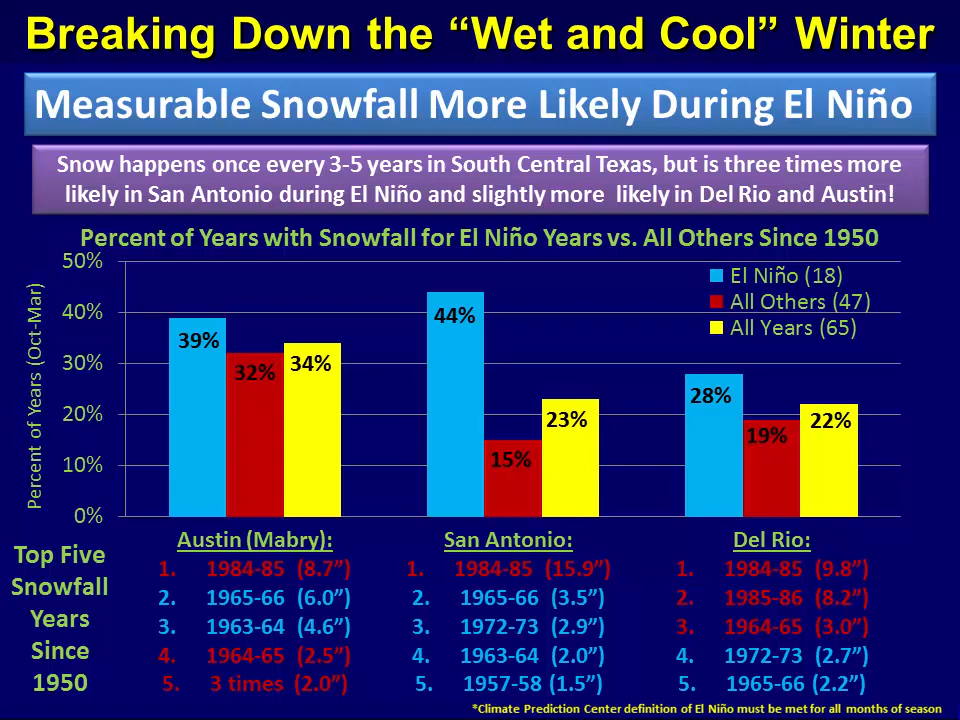 Breaking Down the “Wet and Cool” Winter
Measurable Snowfall More Likely During El Niño
Snow happens once every 3-5 years in South Central Texas, but is three times more
likely in San Antonio during El Niño and slightly more likely in Del Rio and Austin!
Percent of Years with Snowfall for El Niño Years vs. All Others Since 1950
Percent of Years (Oct-Mar)
50%
40%
30%
20%
10%
0%
El Niño (18)
All Others (47)
All Years (65)
39%
32%
34%
44%
15%
23%
28%
19%
22%
Top Five
Snowfall
Years
Since
1950
Austin (Mabry):
1. 1984-85 (8.7”)
2. 1965-66 (6.0”)
3. 1963-64 (4.6”)
4. 1964-65 (2.5”)
5. 3 times (2.0”)
San Antonio:
1. 1984-85 (15.9”)
2. 1965-66 (3.5”)
3. 1972-73 (2.9”)
4. 1963-64 (2.0”)
5. 1957-58 (1.5”)
Del Rio:
1. 1984-85 (9.8”)
2. 1985-86 (8.2”)
3. 1964-65 (3.0”)
4. 1972-73 (2.7”)
5. 1965-66 (2.2”)
*Climate Prediction Center definition of El Niño must be met for all months of season